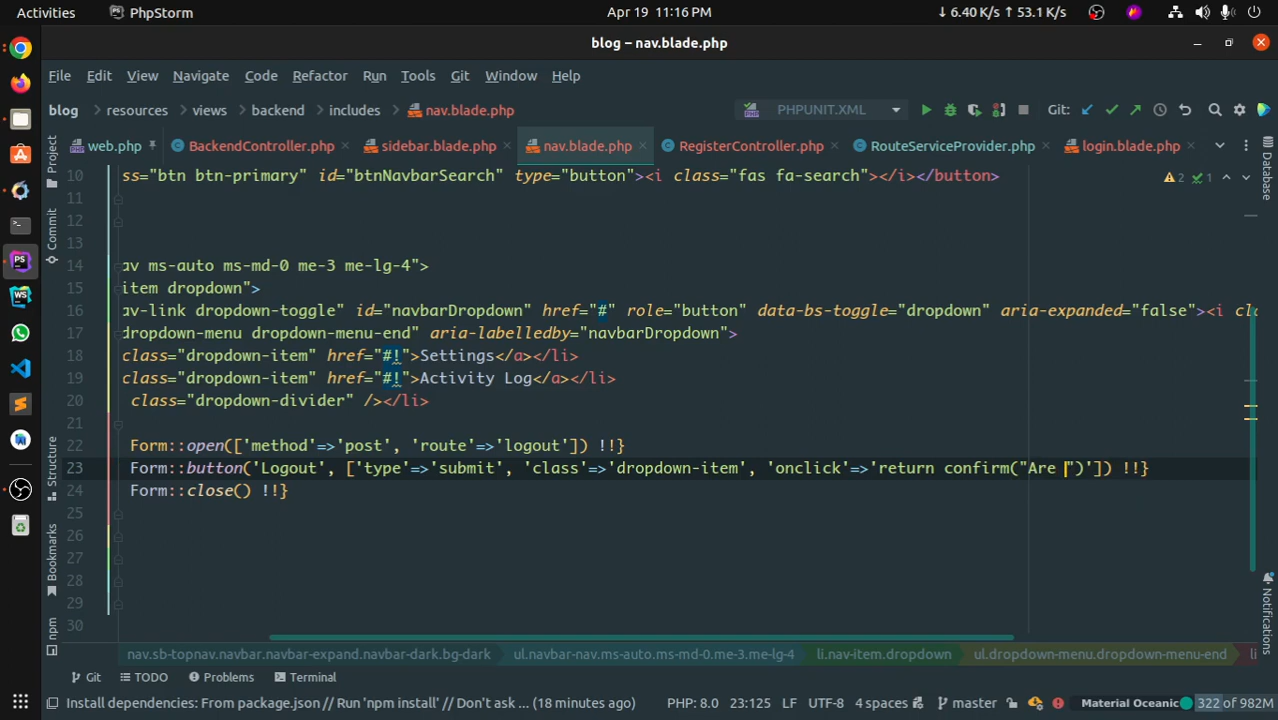 Activities PhpStorm Apr 19 11:16 PM ↓ 6.40 K/s ↑ 53.1 K/s
blog – nav.blade.php
File Edit View Navigate Code Refactor Run Tools Git Window Help
blog resources views backend includes nav.blade.php PHPUNIT.XML Git:
web.php BackendController.php sidebar.blade.php nav.blade.php RegisterController.php RouteServiceProvider.php login.blade.php
Project
Commit
Structure
Bookmarks
npm
Database
Notifications
2 1
10 ss="btn btn-primary" id="btnNavbarSearch" type="button"><i class="fas fa-search"></i></button>
11
12
13
14 av ms-auto ms-md-0 me-3 me-lg-4">
15 item dropdown">
16 av-link dropdown-toggle" id="navbarDropdown" href="#" role="button" data-bs-toggle="dropdown" aria-expanded="false"><i cla
17 dropdown-menu dropdown-menu-end" aria-labelledby="navbarDropdown">
18 class="dropdown-item" href="#!">Settings</a></li>
19 class="dropdown-item" href="#!">Activity Log</a></li>
20 class="dropdown-divider" /></li>
21
22 Form::open(['method'=>'post', 'route'=>'logout']) !!}
23 Form::button('Logout', ['type'=>'submit', 'class'=>'dropdown-item', 'onclick'=>'return confirm("Are ")']) !!}
24 Form::close() !!}
25
26
27
28
29
30
nav.sb-topnav.navbar.navbar-expand.navbar-dark.bg-dark ul.navbar-nav.ms-auto.ms-md-0.me-3.me-lg-4 li.nav-item.dropdown ul.dropdown-menu.dropdown-menu-end li
Git TODO Problems Terminal
Install dependencies: From package.json // Run 'npm install' // Don't ask... (18 minutes ago) PHP: 8.0 23:125 LF UTF-8 4 spaces master Material Oceanic 322 of 982M